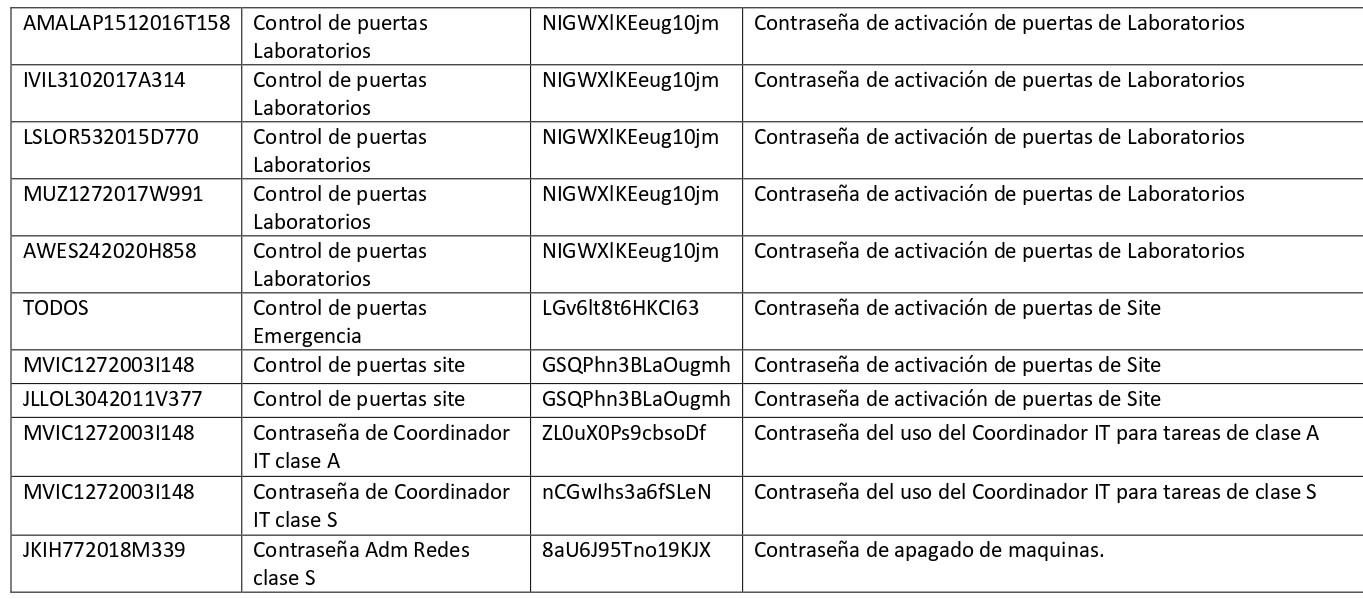 AMALAP1512016T158 Control de puertas NIGWXlKEeug10jm Contraseña de activación de puertas de Laboratorios
Laboratorios
IVIL3102017A314 Control de puertas NIGWXlKEeug10jm Contraseña de activación de puertas de Laboratorios
Laboratorios
LSLOR532015D770 Control de puertas NIGWXlKEeug10jm Contraseña de activación de puertas de Laboratorios
Laboratorios
MUZ1272017W991 Control de puertas NIGWXlKEeug10jm Contraseña de activación de puertas de Laboratorios
Laboratorios
AWES242020H858 Control de puertas NIGWXlKEeug10jm Contraseña de activación de puertas de Laboratorios
Laboratorios
TODOS Control de puertas LGv6lt8t6HKCI63 Contraseña de activación de puertas de Site
Emergencia
MVIC1272003I148 Control de puertas site GSQPhn3BLaOugmh Contraseña de activación de puertas de Site
JLLOL3042011V377 Control de puertas site GSQPhn3BLaOugmh Contraseña de activación de puertas de Site
MVIC1272003I148 Contraseña de Coordinador ZL0uX0Ps9cbsoDf Contraseña del uso del Coordinador IT para tareas de clase A
IT clase A
MVIC1272003I148 Contraseña de Coordinador nCGwIhs3a6fSLeN Contraseña del uso del Coordinador IT para tareas de clase S
IT clase S
JKIH772018M339 Contraseña Adm Redes 8aU6J95Tno19KJX Contraseña de apagado de maquinas.
clase S